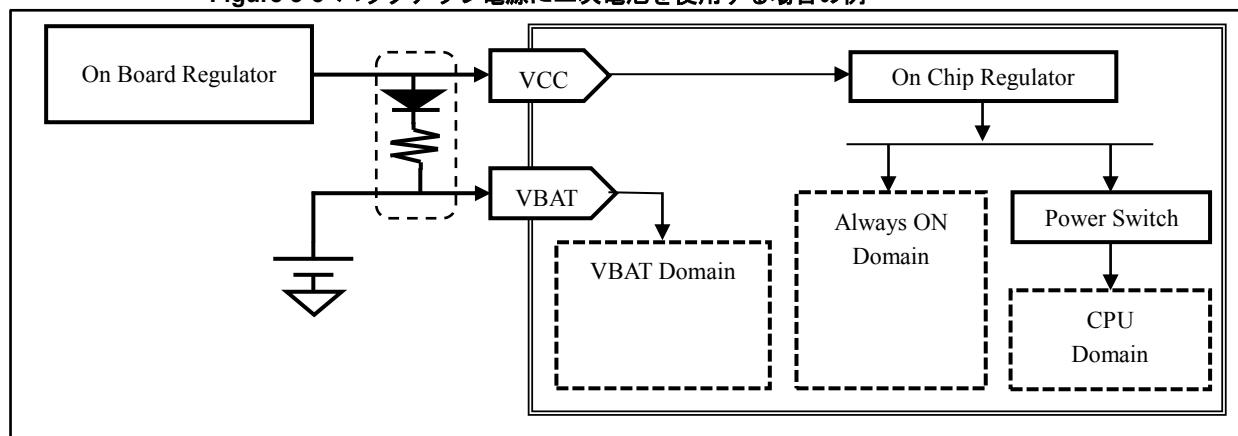 On Board Regulator
VCC
On Chip Regulator
VBAT
VBAT Domain
Always ON
Domain
Power Switch
CPU
Domain